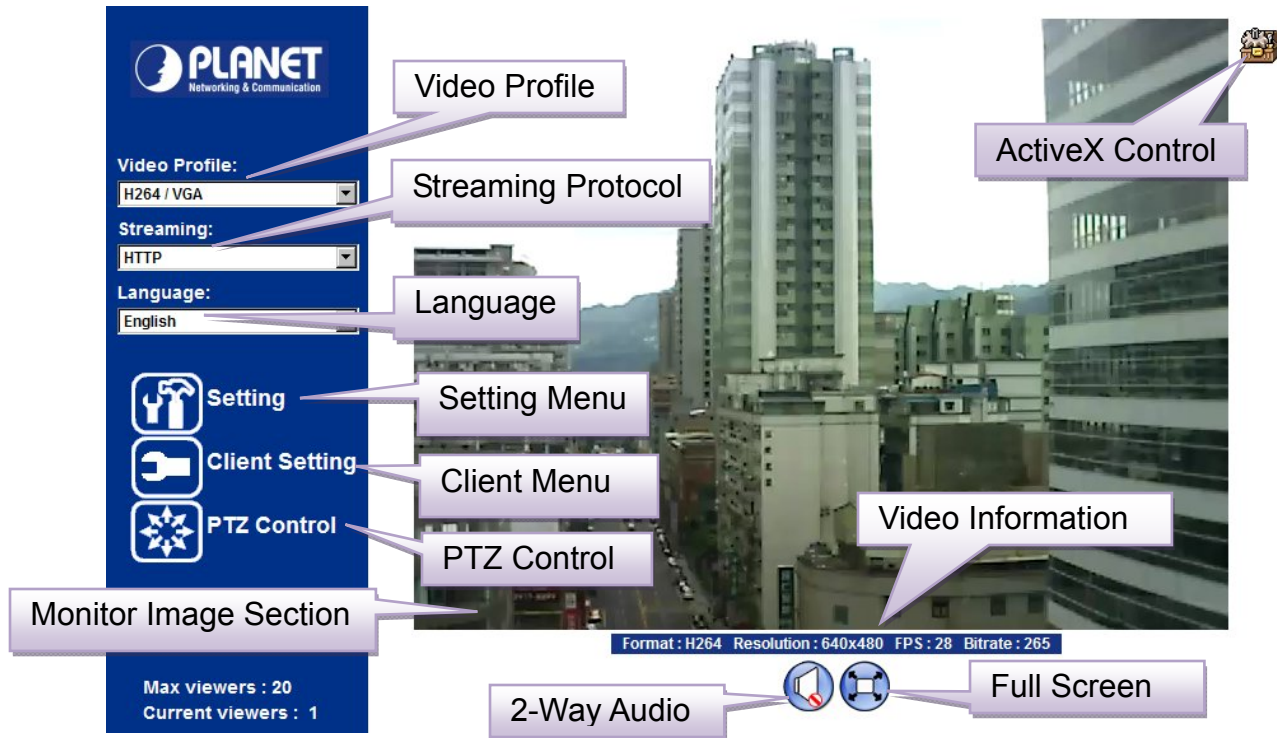 PLANET
Networking & Communication
Video Profile
ActiveX Control
Video Profile:
H264 / VGA
Streaming Protocol
Streaming:
HTTP
Language:
Language
English
Setting
Setting Menu
Client Setting
Client Menu
PTZ Control
PTZ Control
Video Information
Monitor Image Section
Format : H264 Resolution : 640x480 FPS : 28 Bitrate : 265
Max viewers : 20
Current viewers : 1
2-Way Audio
Full Screen